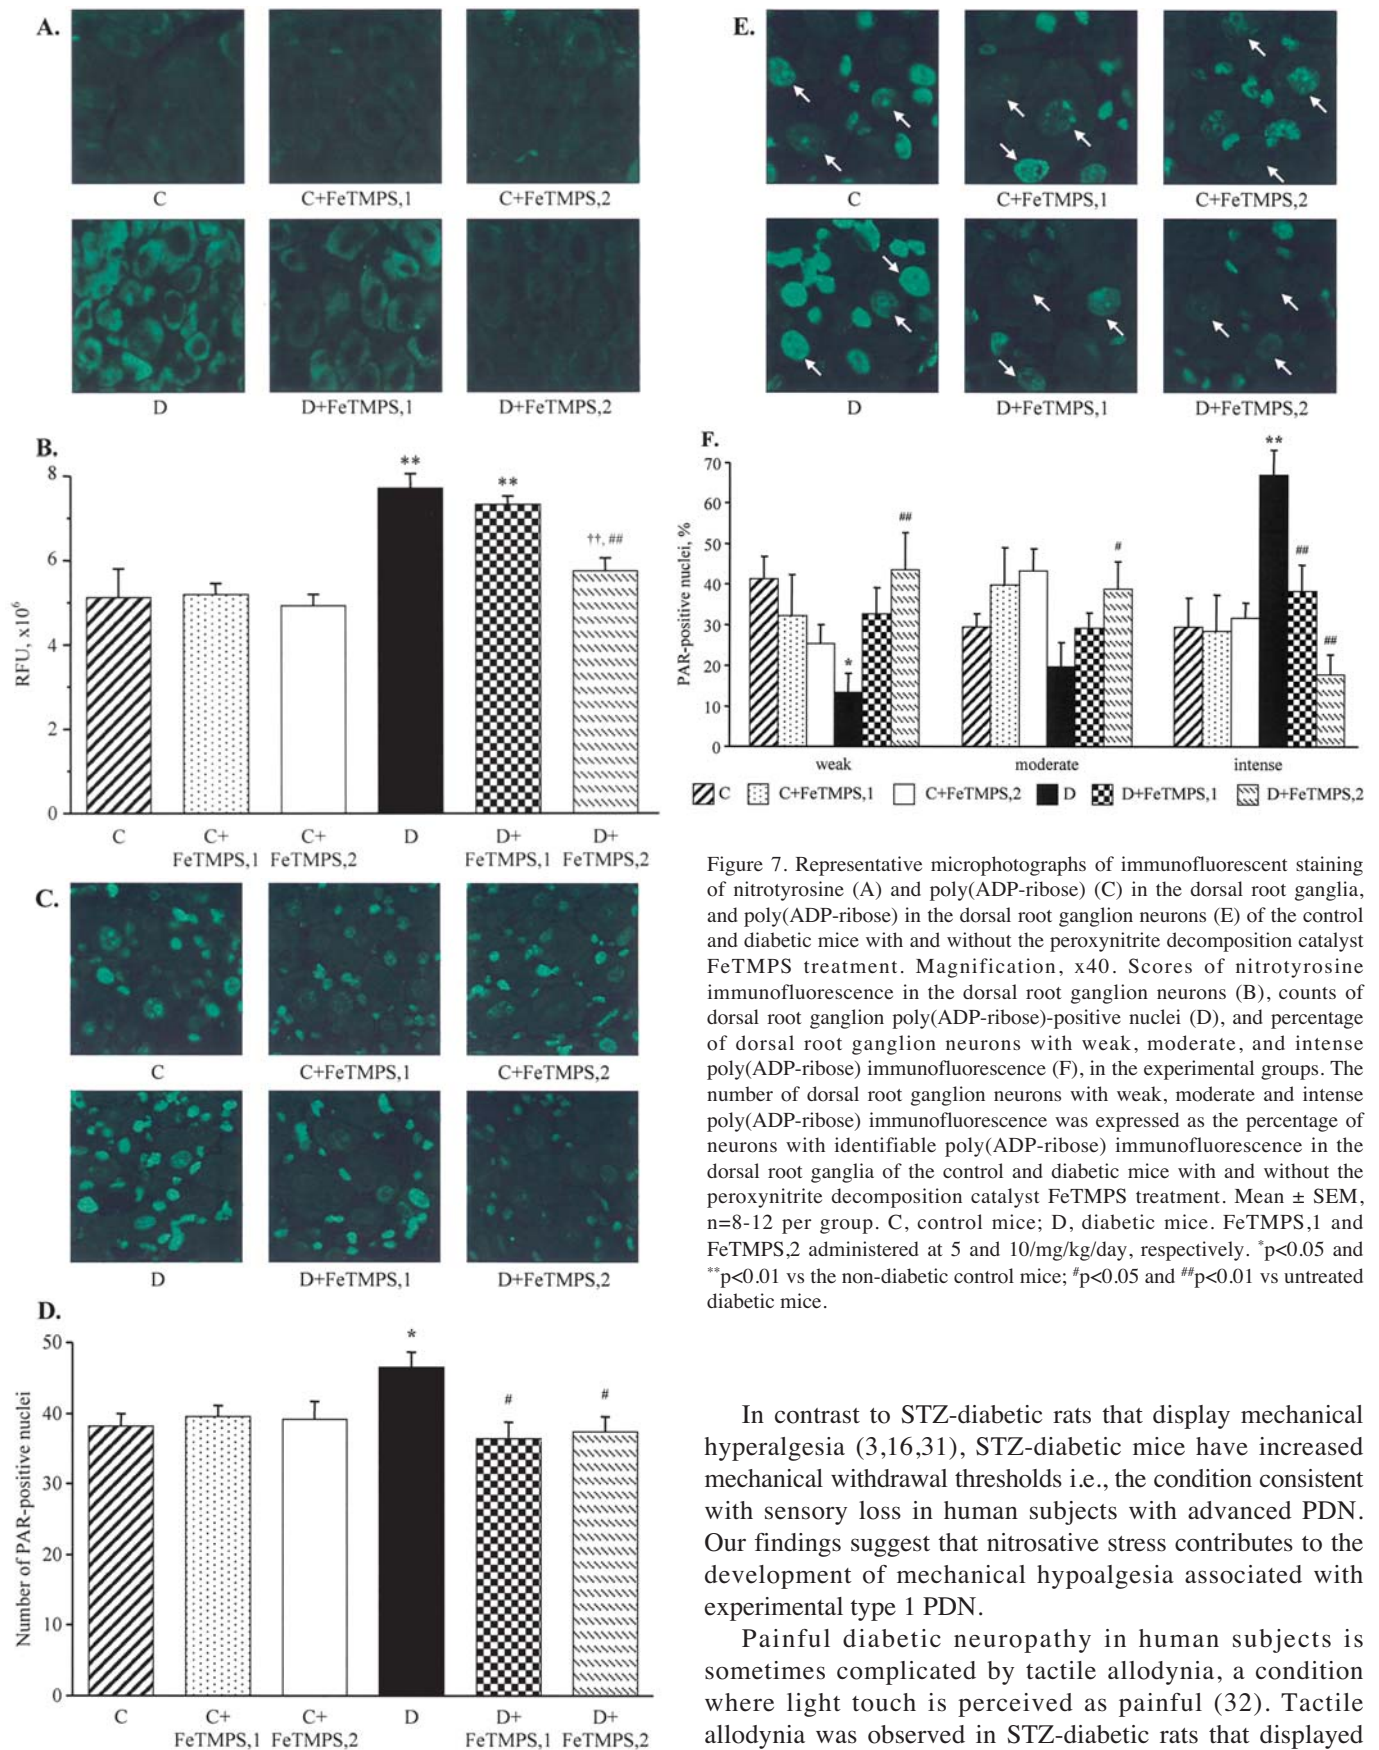 A.
C
C+FeTMPS,1
C+FeTMPS,2
D
D+FeTMPS,1
D+FeTMPS,2
B.
RFU, x10⁶
8
6
4
2
0
**
**
††, ##
C
C+ FeTMPS,1
C+ FeTMPS,2
D
D+ FeTMPS,1
D+ FeTMPS,2
C.
C
C+FeTMPS,1
C+FeTMPS,2
D
D+FeTMPS,1
D+FeTMPS,2
D.
Number of PAR-positive nuclei
50
40
30
20
10
0
*
#
#
C
C+ FeTMPS,1
C+ FeTMPS,2
D
D+ FeTMPS,1
D+ FeTMPS,2
E.
C
C+FeTMPS,1
C+FeTMPS,2
D
D+FeTMPS,1
D+FeTMPS,2
F.
PAR-positive nuclei, %
70
60
50
40
30
20
10
0
*
##
#
**
##
##
weak
moderate
intense
C
C+FeTMPS,1
C+FeTMPS,2
D
D+FeTMPS,1
D+FeTMPS,2
Figure 7. Representative microphotographs of immunofluorescent staining
of nitrotyrosine (A) and poly(ADP-ribose) (C) in the dorsal root ganglia,
and poly(ADP-ribose) in the dorsal root ganglion neurons (E) of the control
and diabetic mice with and without the peroxynitrite decomposition catalyst
FeTMPS treatment. Magnification, x40. Scores of nitrotyrosine
immunofluorescence in the dorsal root ganglion neurons (B), counts of
dorsal root ganglion poly(ADP-ribose)-positive nuclei (D), and percentage
of dorsal root ganglion neurons with weak, moderate, and intense
poly(ADP-ribose) immunofluorescence (F), in the experimental groups. The
number of dorsal root ganglion neurons with weak, moderate and intense
poly(ADP-ribose) immunofluorescence was expressed as the percentage of
neurons with identifiable poly(ADP-ribose) immunofluorescence in the
dorsal root ganglia of the control and diabetic mice with and without the
peroxynitrite decomposition catalyst FeTMPS treatment. Mean ± SEM,
n=8-12 per group. C, control mice; D, diabetic mice. FeTMPS,1 and
FeTMPS,2 administered at 5 and 10/mg/kg/day, respectively. *p<0.05 and
**p<0.01 vs the non-diabetic control mice; #p<0.05 and ##p<0.01 vs untreated
diabetic mice.
In contrast to STZ-diabetic rats that display mechanical
hyperalgesia (3,16,31), STZ-diabetic mice have increased
mechanical withdrawal thresholds i.e., the condition consistent
with sensory loss in human subjects with advanced PDN.
Our findings suggest that nitrosative stress contributes to the
development of mechanical hypoalgesia associated with
experimental type 1 PDN.
Painful diabetic neuropathy in human subjects is
sometimes complicated by tactile allodynia, a condition
where light touch is perceived as painful (32). Tactile
allodynia was observed in STZ-diabetic rats that displayed